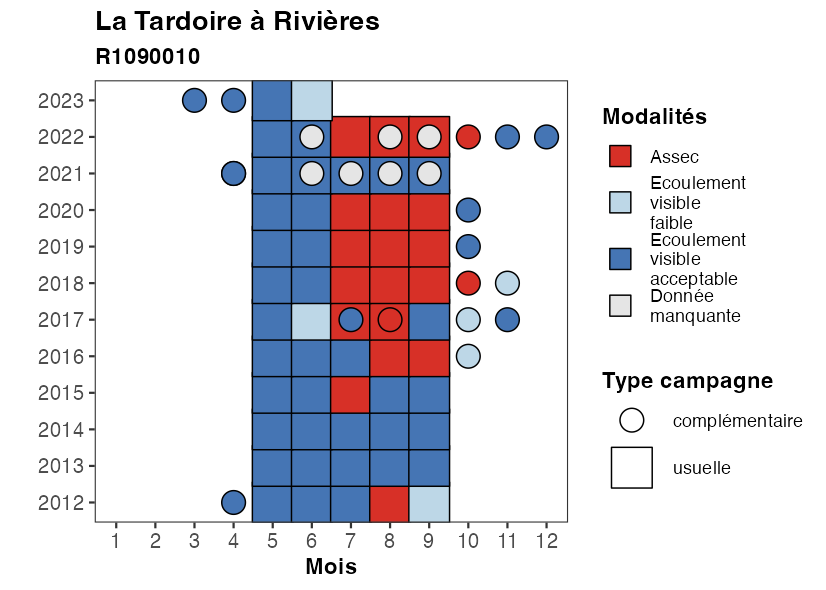 La Tardoire à Rivières
R1090010
2023
2022
2021
2020
2019
2018
2017
2016
2015
2014
2013
2012
1 2 3 4 5 6 7 8 9 10 11 12
Mois
Modalités
Assec
Ecoulement
visible
faible
Ecoulement
visible
acceptable
Donnée
manquante
Type campagne
complémentaire
usuelle